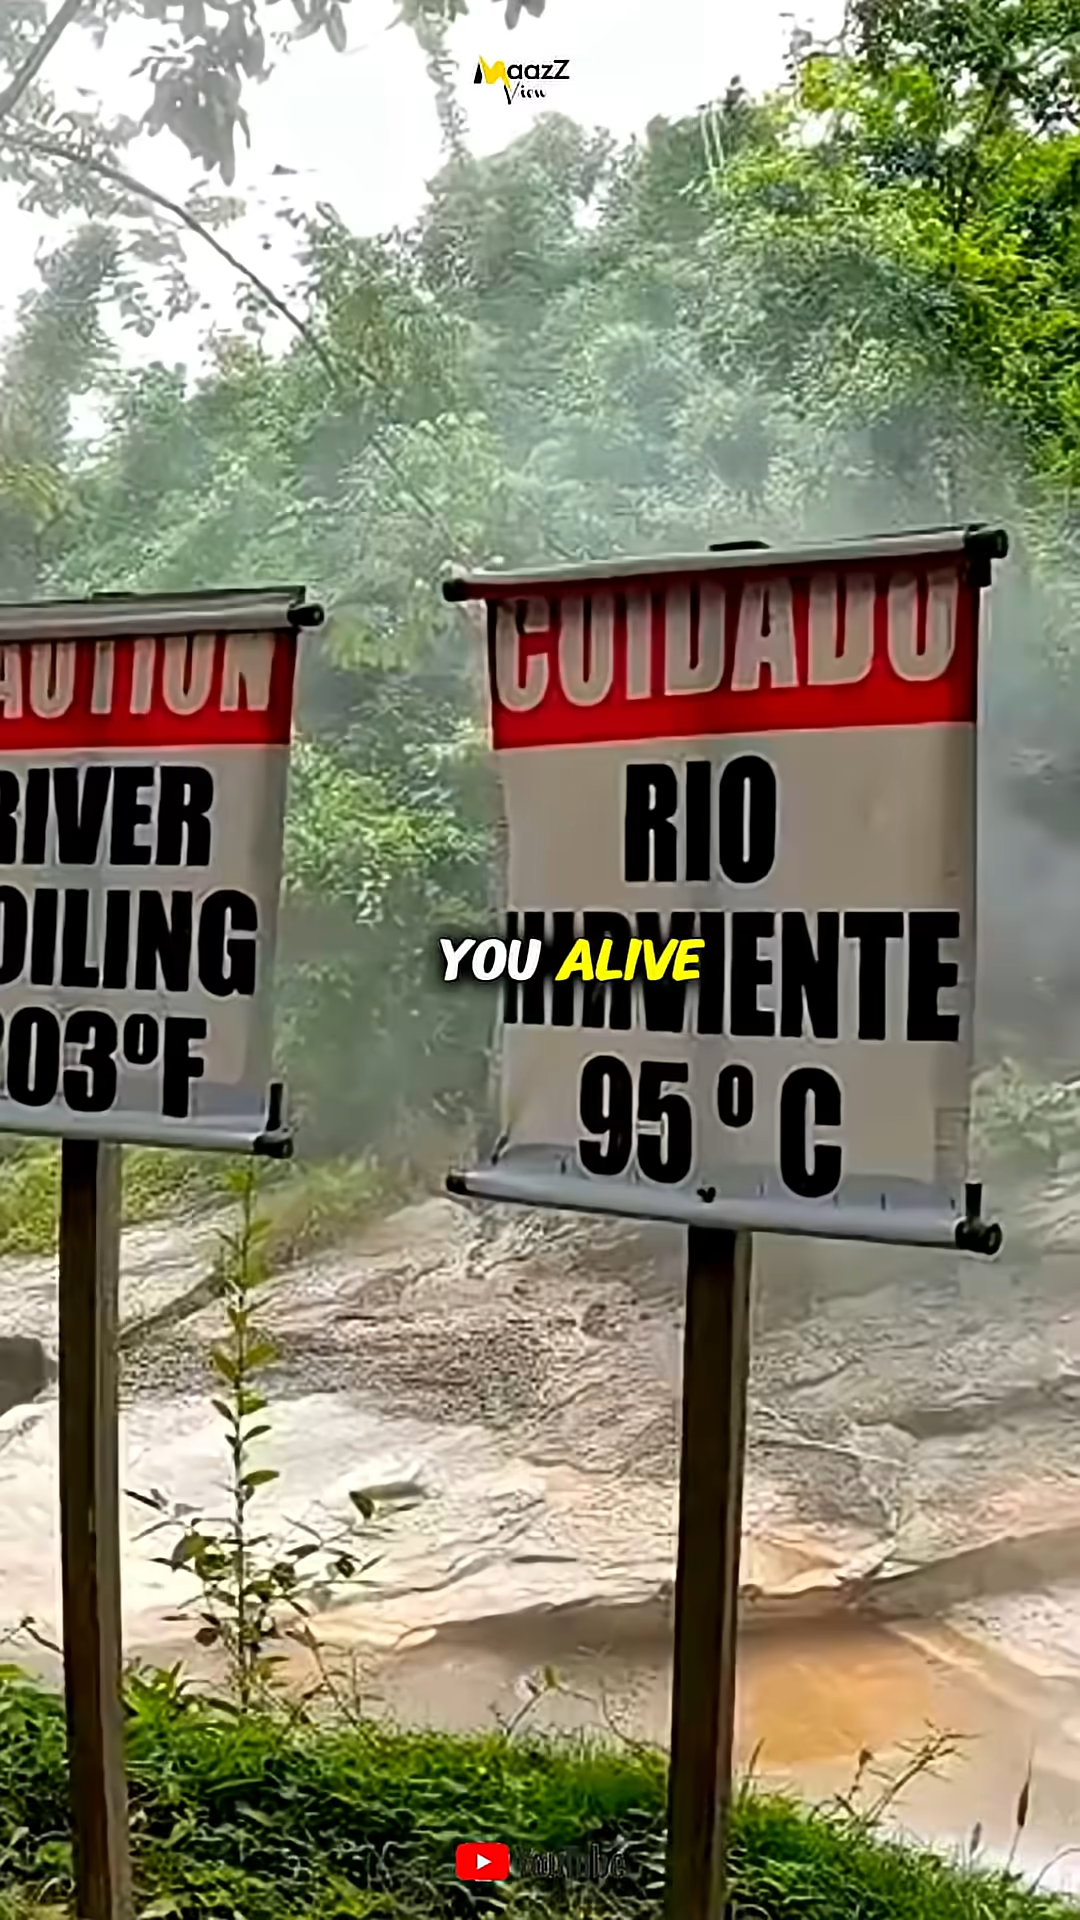 MaazZ
View
AUTION
RIVER
OILING
203°F
CUIDADO
RIO
HIRVIENTE
95°C
YOU ALIVE